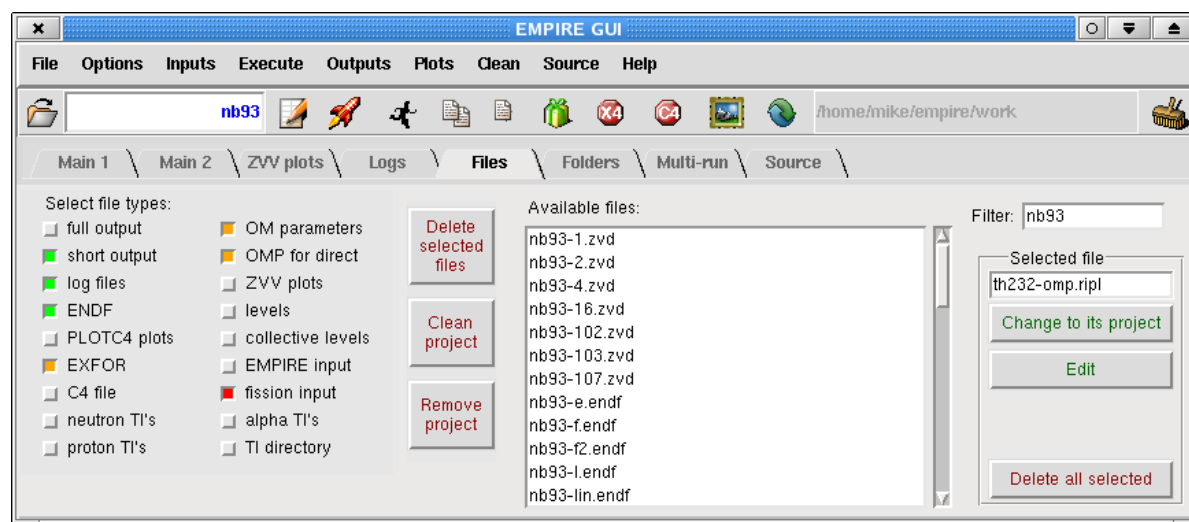 EMPIRE GUI
File Options Inputs Execute Outputs Plots Clean Source Help
nb93 X4 C4 /home/mike/empire/work
Main 1 Main 2 ZVV plots Logs Files Folders Multi-run Source
Select file types:
full output OM parameters
short output OMP for direct
log files ZVV plots
ENDF levels
PLOTC4 plots collective levels
EXFOR EMPIRE input
C4 file fission input
neutron Tl's alpha Tl's
proton Tl's Tl directory
Delete
selected
files
Clean
project
Remove
project
Available files:
nb93-1.zvd
nb93-2.zvd
nb93-4.zvd
nb93-16.zvd
nb93-102.zvd
nb93-103.zvd
nb93-107.zvd
nb93-e.endf
nb93-f.endf
nb93-f2.endf
nb93-l.endf
nb93-lin.endf
Filter: nb93
Selected file
th232-omp.ripl
Change to its project
Edit
Delete all selected